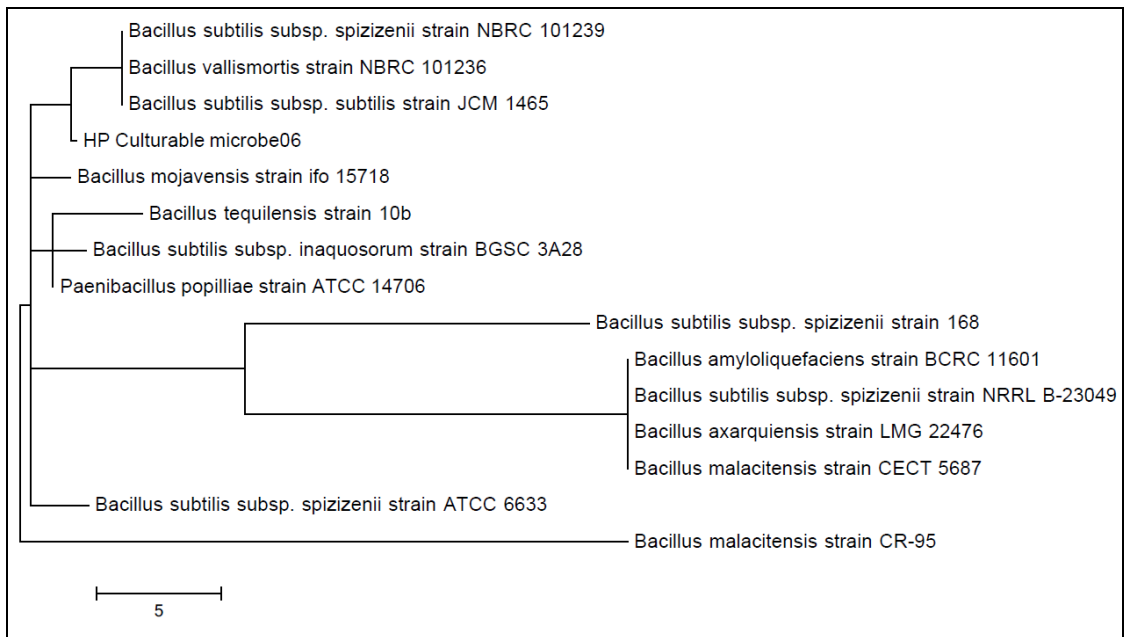 Bacillus subtilis subsp. spizizenii strain NBRC 101239
Bacillus vallismortis strain NBRC 101236
Bacillus subtilis subsp. subtilis strain JCM 1465
HP Culturable microbe06
Bacillus mojavensis strain ifo 15718
Bacillus tequilensis strain 10b
Bacillus subtilis subsp. inaquosorum strain BGSC 3A28
Paenibacillus popilliae strain ATCC 14706
Bacillus subtilis subsp. spizizenii strain 168
Bacillus amyloliquefaciens strain BCRC 11601
Bacillus subtilis subsp. spizizenii strain NRRL B-23049
Bacillus axarquiensis strain LMG 22476
Bacillus malacitensis strain CECT 5687
Bacillus subtilis subsp. spizizenii strain ATCC 6633
Bacillus malacitensis strain CR-95
5